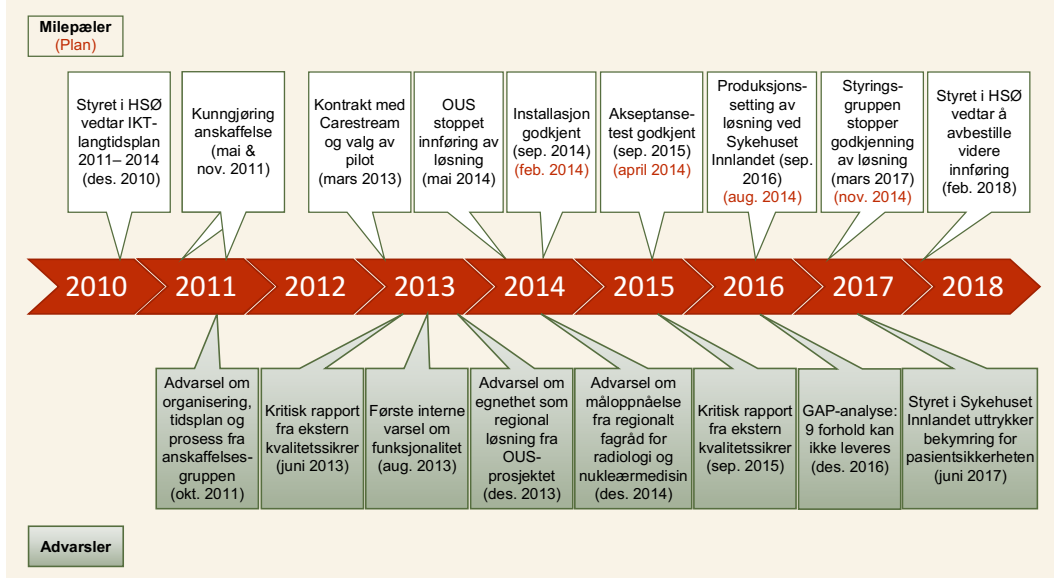 Milepæler
(Plan)
Styret i HSØ
vedtar IKT-
langtidsplan
2011– 2014
(des. 2010)
Kunngjøring
anskaffelse
(mai &
nov. 2011)
Kontrakt med
Carestream
og valg av
pilot
(mars 2013)
OUS
stoppet
innføring av
løsning
(mai 2014)
Installasjon
godkjent
(sep. 2014)
(feb. 2014)
Akseptanse-
test godkjent
(sep. 2015)
(april 2014)
Produksjons-
setting av
løsning ved
Sykehuset
Innlandet (sep.
2016)
(aug. 2014)
Styrings-
gruppen
stopper
godkjenning
av løsning
(mars 2017)
(nov. 2014)
Styret i HSØ
vedtar å
avbestille
videre
innføring
(feb. 2018)
2010
2011
2012
2013
2014
2015
2016
2017
2018
Advarsel om
organisering,
tidsplan og
prosess fra
anskaffelses-
gruppen
(okt. 2011)
Kritisk rapport
fra ekstern
kvalitetssikrer
(juni 2013)
Første interne
varsel om
funksjonalitet
(aug. 2013)
Advarsel om
egnethet som
regional
løsning fra
OUS-
prosjektet
(des. 2013)
Advarsel om
måloppnåelse
fra regionalt
fagråd for
radiologi og
nukleærmedisin
(des. 2014)
Kritisk rapport
fra ekstern
kvalitetssikrer
(sep. 2015)
GAP-analyse:
9 forhold kan
ikke leveres
(des. 2016)
Styret i Sykehuset
Innlandet uttrykker
bekymring for
pasientsikkerheten
(juni 2017)
Advarsler